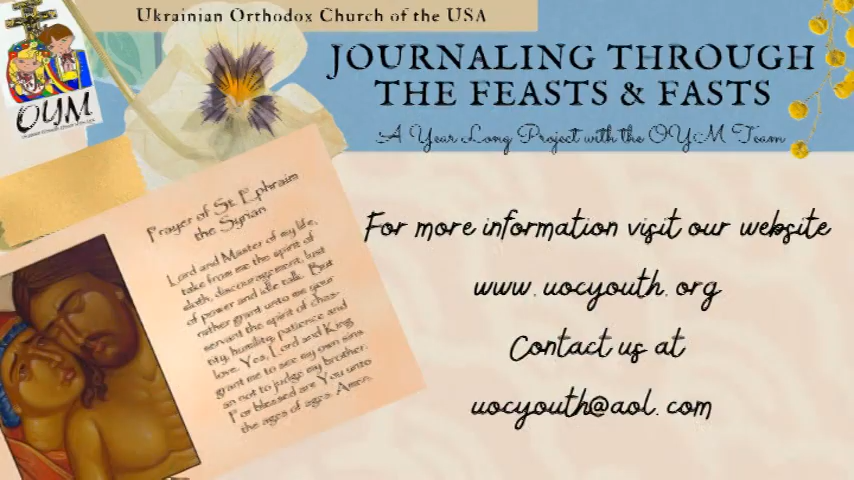 Ukrainian Orthodox Church of the USA
JOURNALING THROUGH
THE FEASTS & FASTS
A Year Long Project with the OYM Team
OYM
Prayer of St. Ephraim
the Syrian
Lord and Master of my life,
take from me the spirit of
sloth, discouragement, lust
of power and idle talk. But
rather grant unto me your
servant the spirit of chas-
tity, humility, patience and
love. Yes, Lord and King,
grant me to see my own sins
an not to judge my brother.
For blessed are You unto
the ages of ages. Amen.
For more information visit our website
www.uocyouth.org
Contact us at
uocyouth@aol.com